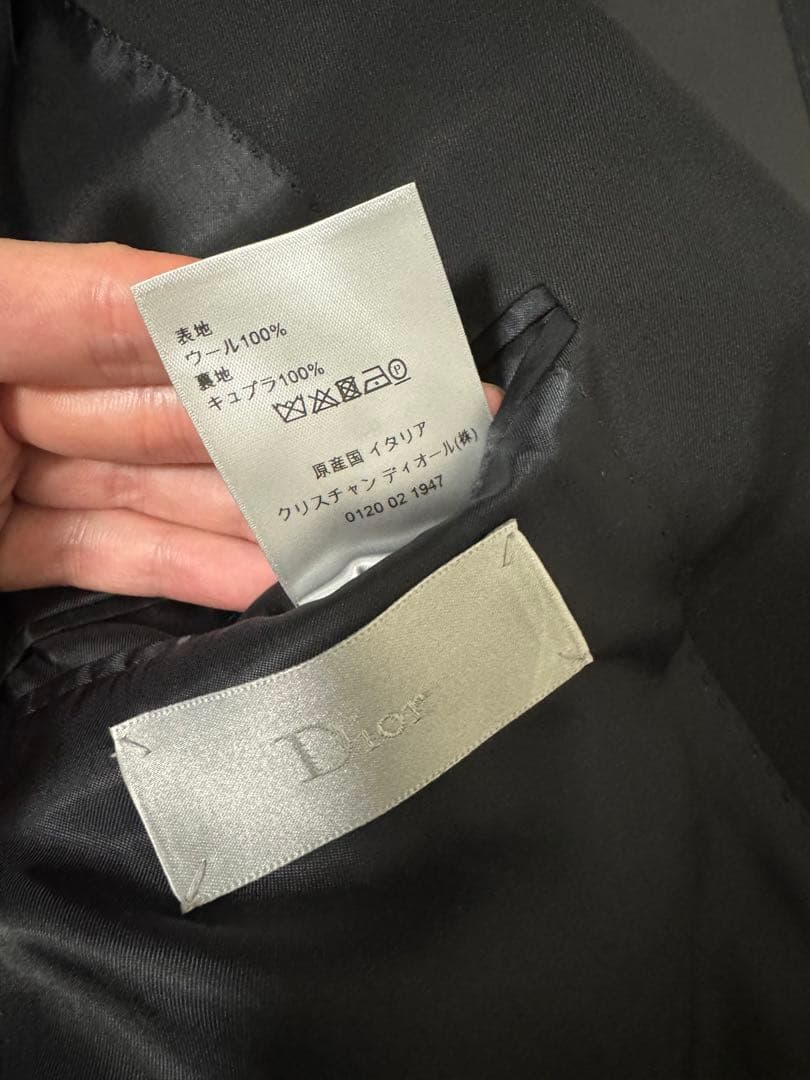 表地
ウール100%
裏地
キュプラ100%
P
原産国 イタリア
クリスチャン ディオール(株)
0120 02 1947
Dior